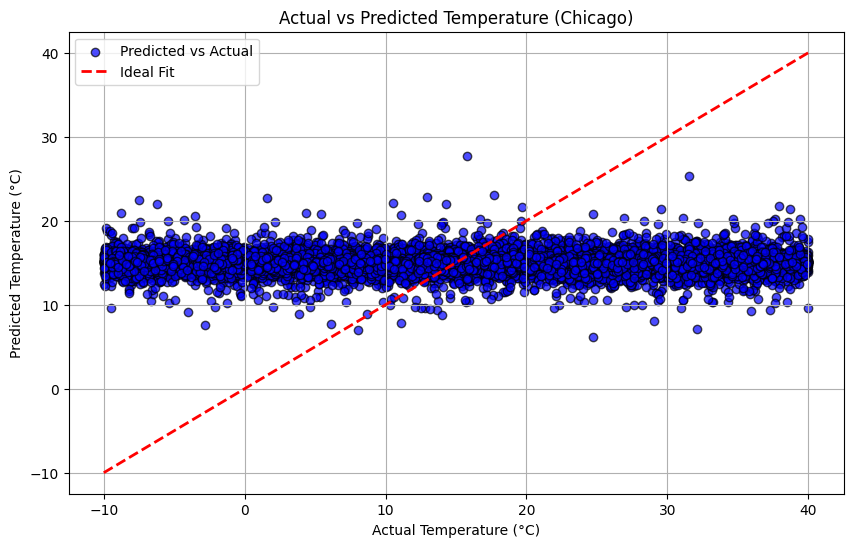 Actual vs Predicted Temperature (Chicago)
Predicted vs Actual
Ideal Fit
40
30
20
10
0
−10
Predicted Temperature (°C)
−10 0 10 20 30 40
Actual Temperature (°C)